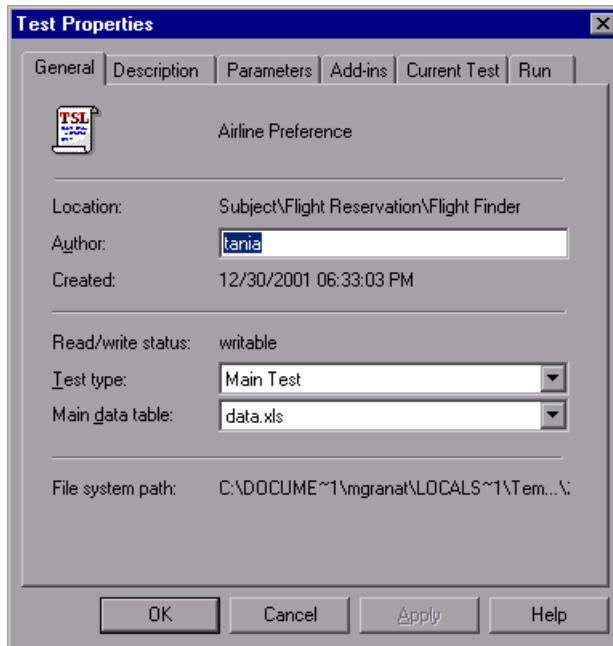 Test Properties
General Description Parameters Add-ins Current Test Run
TSL Airline Preference
Location: Subject\Flight Reservation\Flight Finder
Author: tania
Created: 12/30/2001 06:33:03 PM
Read/write status: writable
Test type: Main Test
Main data table: data.xls
File system path: C:\DOCUME~1\mgranat\LOCALS~1\Tem...\
OK Cancel Apply Help